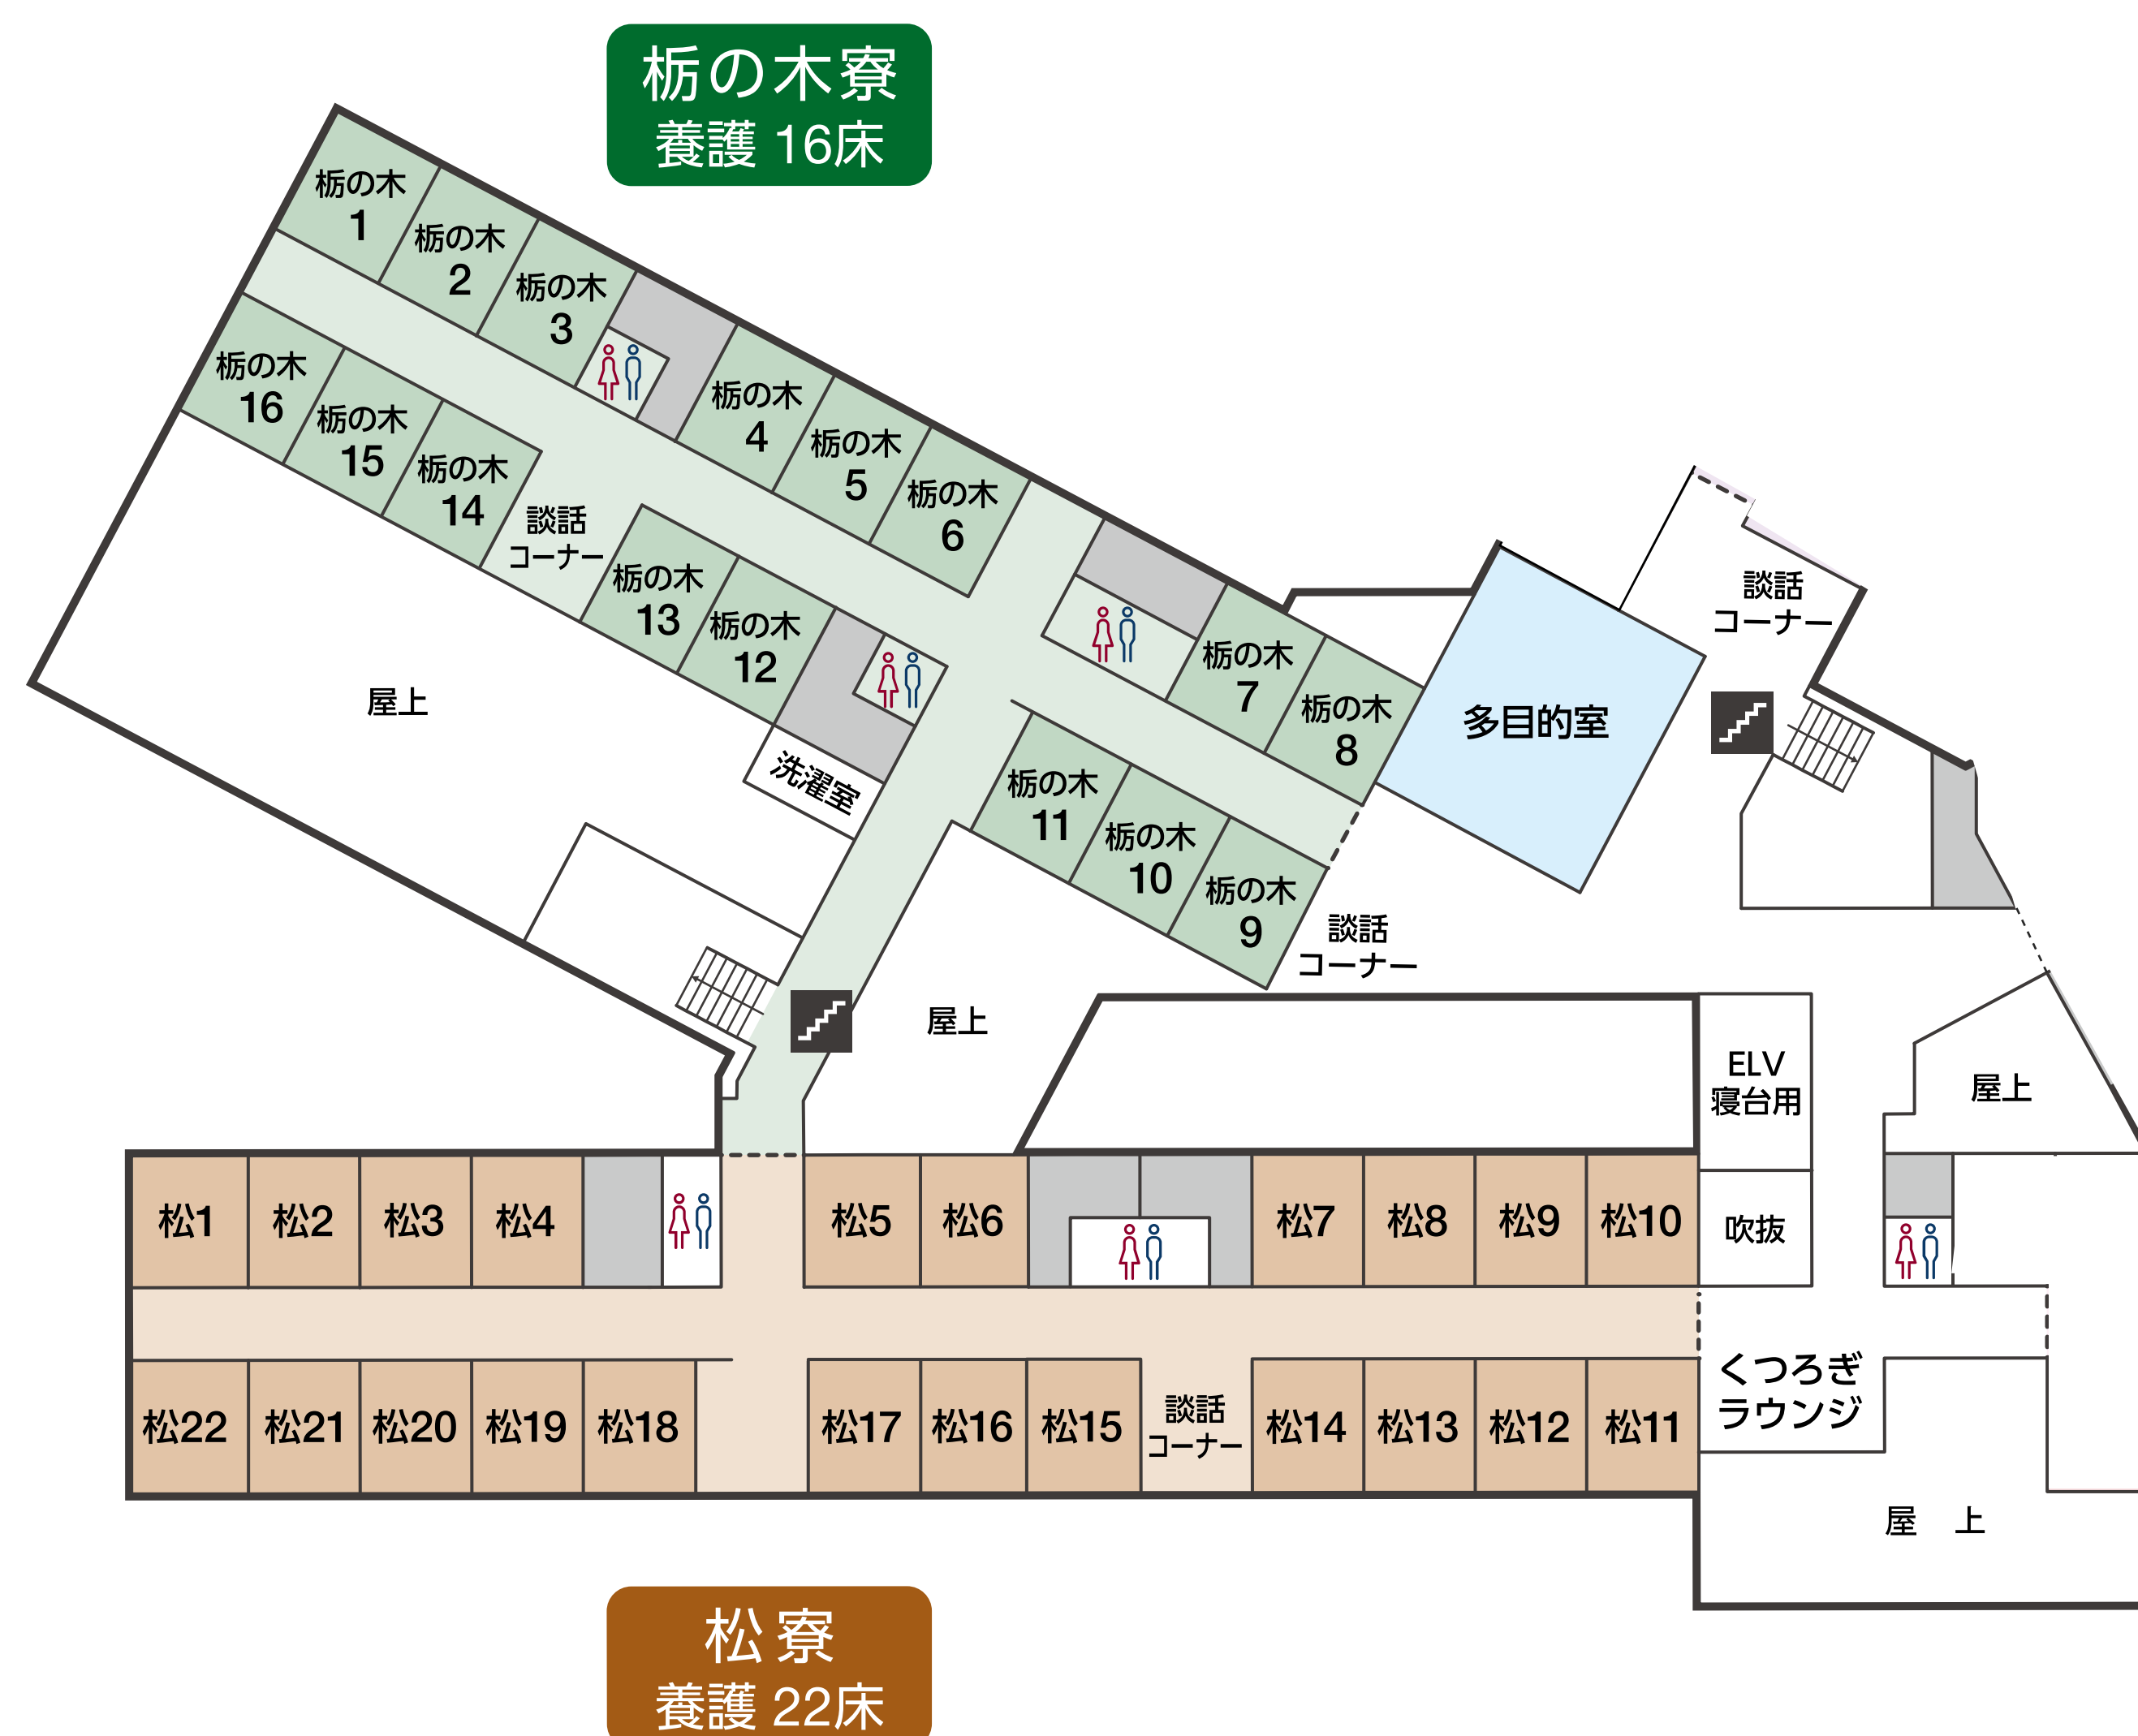 栃の木寮
養護 16床
栃の木
1
栃の木
2
栃の木
3
栃の木
4
栃の木
5
栃の木
6
栃の木
7
栃の木
8
栃の木
16
栃の木
15
栃の木
14
談話
コーナー
栃の木
13
栃の木
12
洗濯室
栃の木
11
栃の木
10
栃の木
9
談話
コーナー
多目的室
談話
コーナー
屋上
屋上
屋上
ELV
寝台用
吹抜
松1
松2
松3
松4
松5
松6
松7
松8
松9
松10
くつろぎ
ラウンジ
松22
松21
松20
松19
松18
松17
松16
松15
談話
コーナー
松14
松13
松12
松11
屋 上
松 寮
養護 22床